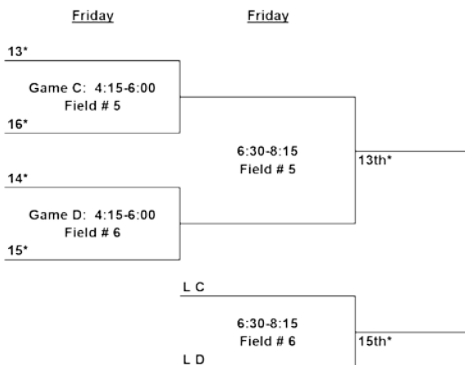 Friday
Friday
13*
Game C: 4:15-6:00
Field # 5
16*
6:30-8:15
Field # 5
13th*
14*
Game D: 4:15-6:00
Field # 6
15*
L C
6:30-8:15
Field # 6
15th*
L D